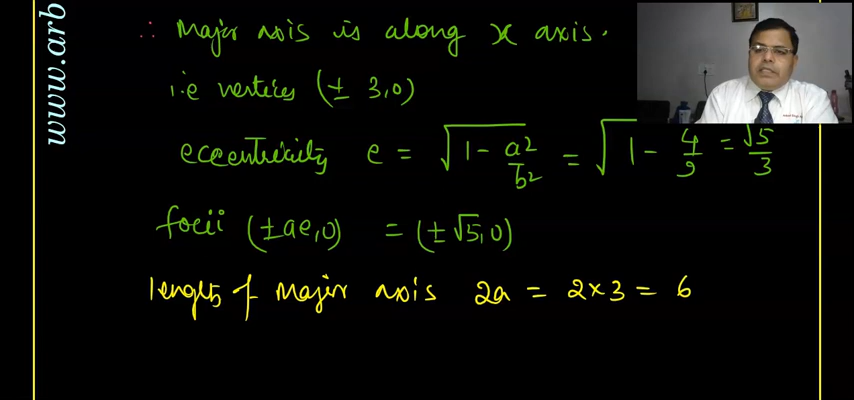 www.arb
∴ Major axis is along x axis.
i.e vertices (± 3,0)
eccentricity e = √(1 - a²/b²) = √(1 - 4/9) = √5/3
focii (±ae,0) = (±√5,0)
length of Major axis 2a = 2×3 = 6